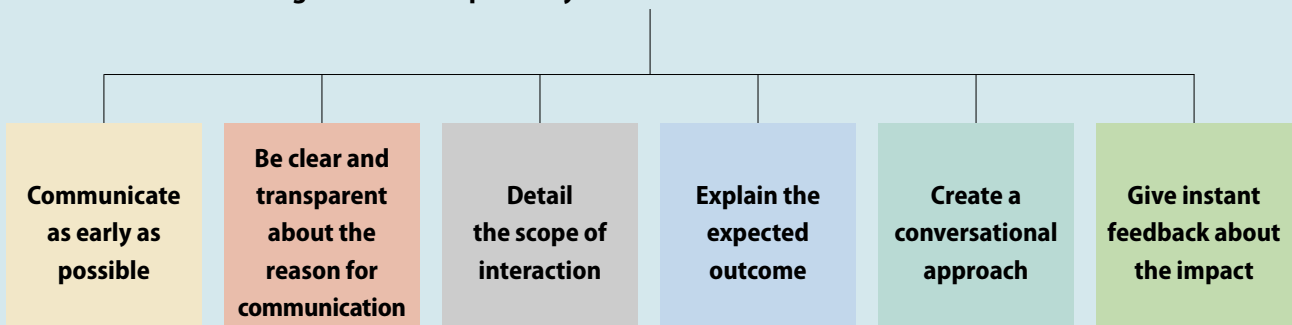 Communicate
as early as
possible
Be clear and
transparent
about the
reason for
communication
Detail
the scope of
interaction
Explain the
expected
outcome
Create a
conversational
approach
Give instant
feedback about
the impact